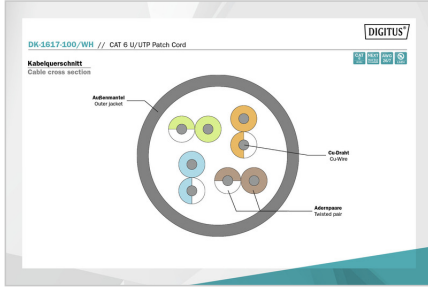 DIGITUS®
DK-1617-100/WH // CAT 6 U/UTP Patch Cord
Kabelquerschnitt
Cable cross section
Außenmantel
Outer jacket
Cu-Draht
Cu-Wire
Adernpaare
Twisted pair